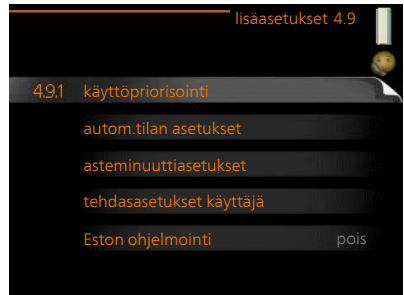 lisäasetukset 4.9
4.9.1 käyttöpriorisointi
autom.tilan asetukset
asteminuuttiasetukset
tehdasasetukset käyttäjä
Eston ohjelmointi pois